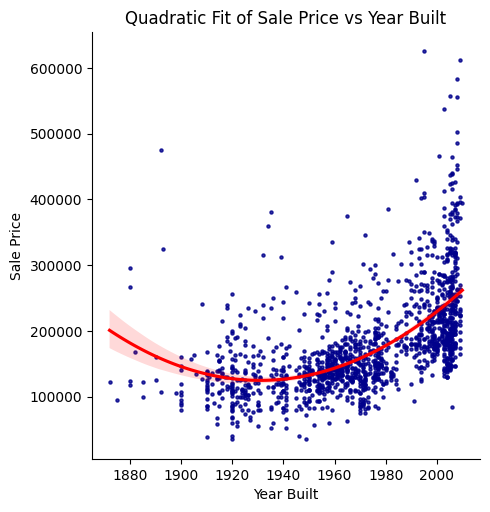 Quadratic Fit of Sale Price vs Year Built
600000
500000
400000
300000
200000
100000
Sale Price
1880 1900 1920 1940 1960 1980 2000
Year Built